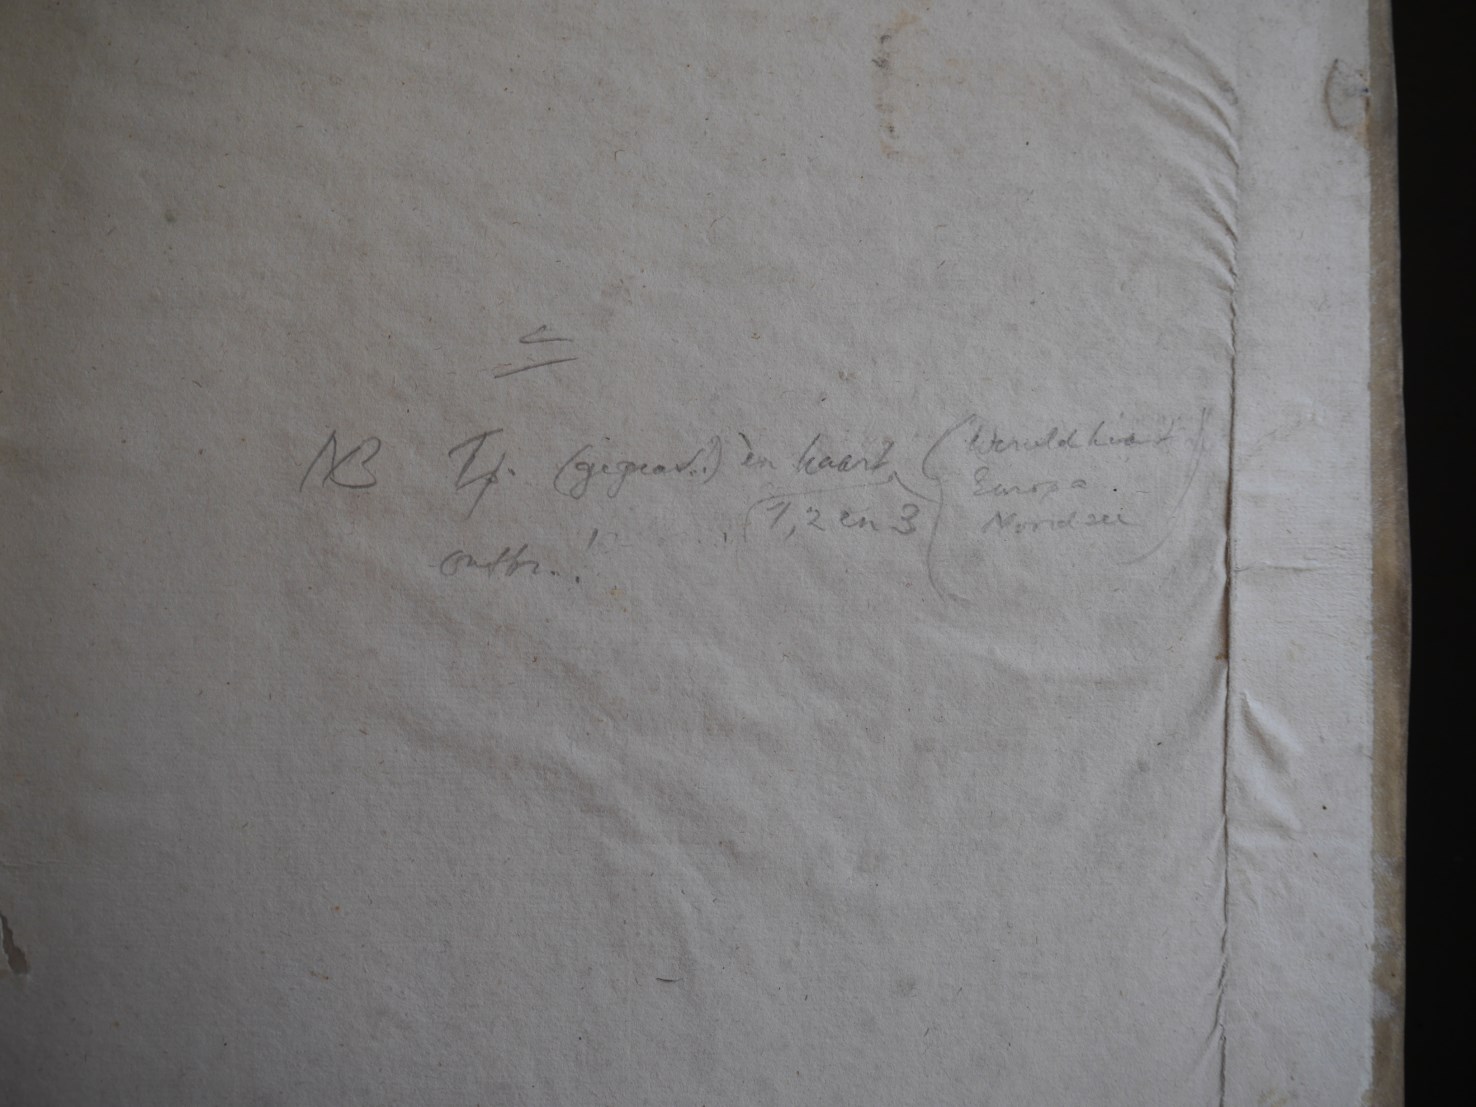 NB Tp. (gegrav.) en kaart (Wereldkaart
1, 2 en 3 Europa
Noordzee)
ontbr..